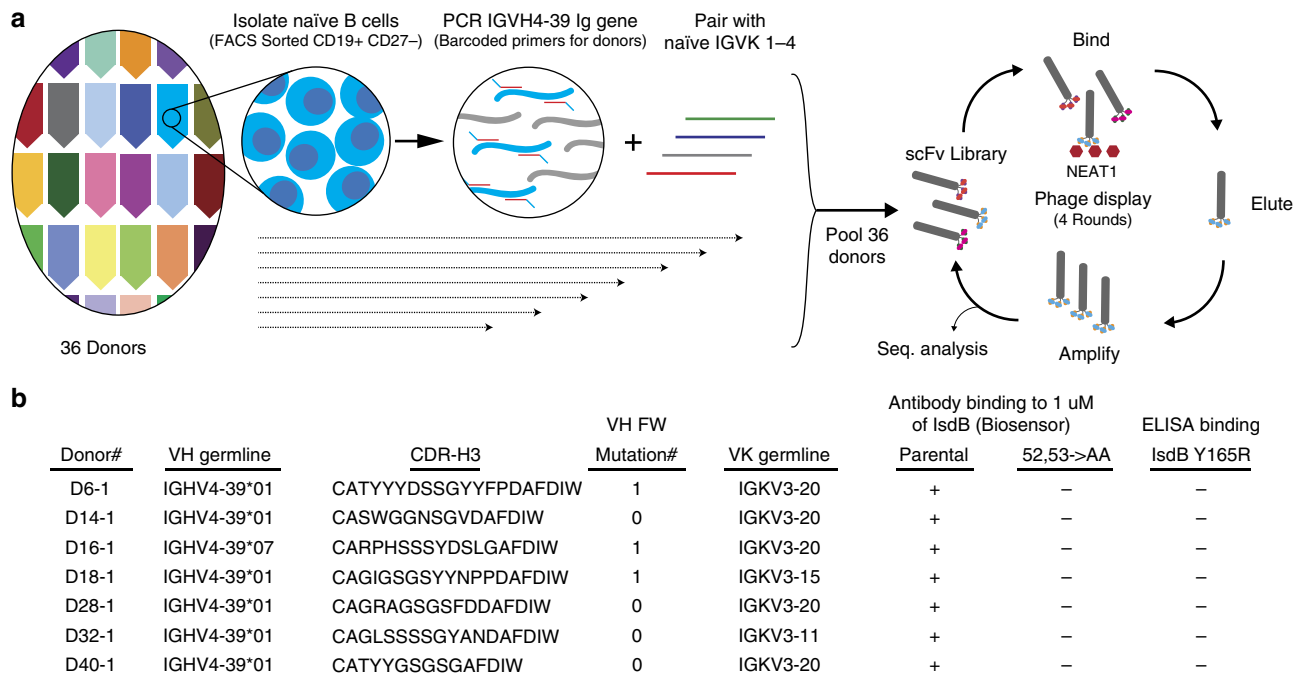 a
Isolate naïve B cells
(FACS Sorted CD19+ CD27–)
PCR IGVH4-39 Ig gene
(Barcoded primers for donors)
Pair with
naïve IGVK 1–4
+
36 Donors
Pool 36
donors
scFv Library
Bind
NEAT1
Phage display
(4 Rounds)
Elute
Amplify
Seq. analysis
b
Antibody binding to 1 uM
of IsdB (Biosensor)
VH FW
ELISA binding
Donor# VH germline CDR-H3 Mutation# VK germline Parental 52,53->AA IsdB Y165R
D6-1 IGHV4-39*01 CATYYYDSSGYYFPDAFDIW 1 IGKV3-20 + – –
D14-1 IGHV4-39*01 CASWGGNSGVDAFDIW 0 IGKV3-20 + – –
D16-1 IGHV4-39*07 CARPHSSSYDSLGAFDIW 1 IGKV3-20 + – –
D18-1 IGHV4-39*01 CAGIGSGSYYNPPDAFDIW 1 IGKV3-15 + – –
D28-1 IGHV4-39*01 CAGRAGSGSFDDAFDIW 0 IGKV3-20 + – –
D32-1 IGHV4-39*01 CAGLSSSSGYANDAFDIW 0 IGKV3-11 + – –
D40-1 IGHV4-39*01 CATYYGSGSGAFDIW 0 IGKV3-20 + – –